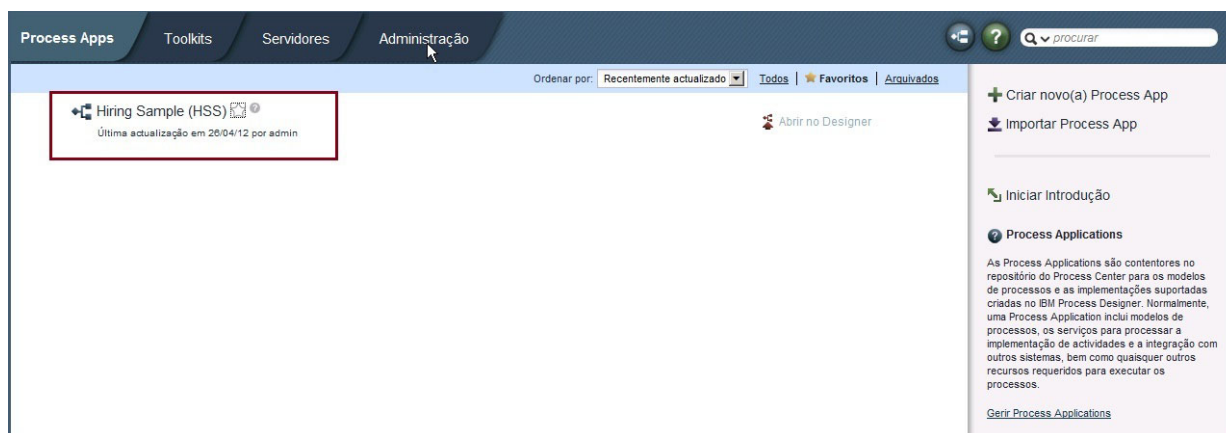 Process Apps
Toolkits
Servidores
Administração
procurar
Ordenar por: Recentemente actualizado Todos | Favoritos | Arquivados
Hiring Sample (HSS)
Última actualização em 26/04/12 por admin
Abrir no Designer
Criar novo(a) Process App
Importar Process App
Iniciar Introdução
Process Applications
As Process Applications são contentores no
repositório do Process Center para os modelos
de processos e as implementações suportadas
criadas no IBM Process Designer. Normalmente,
uma Process Application inclui modelos de
processos, os serviços para processar a
implementação de actividades e a integração com
outros sistemas, bem como quaisquer outros
recursos requeridos para executar os
processos.
Gerir Process Applications